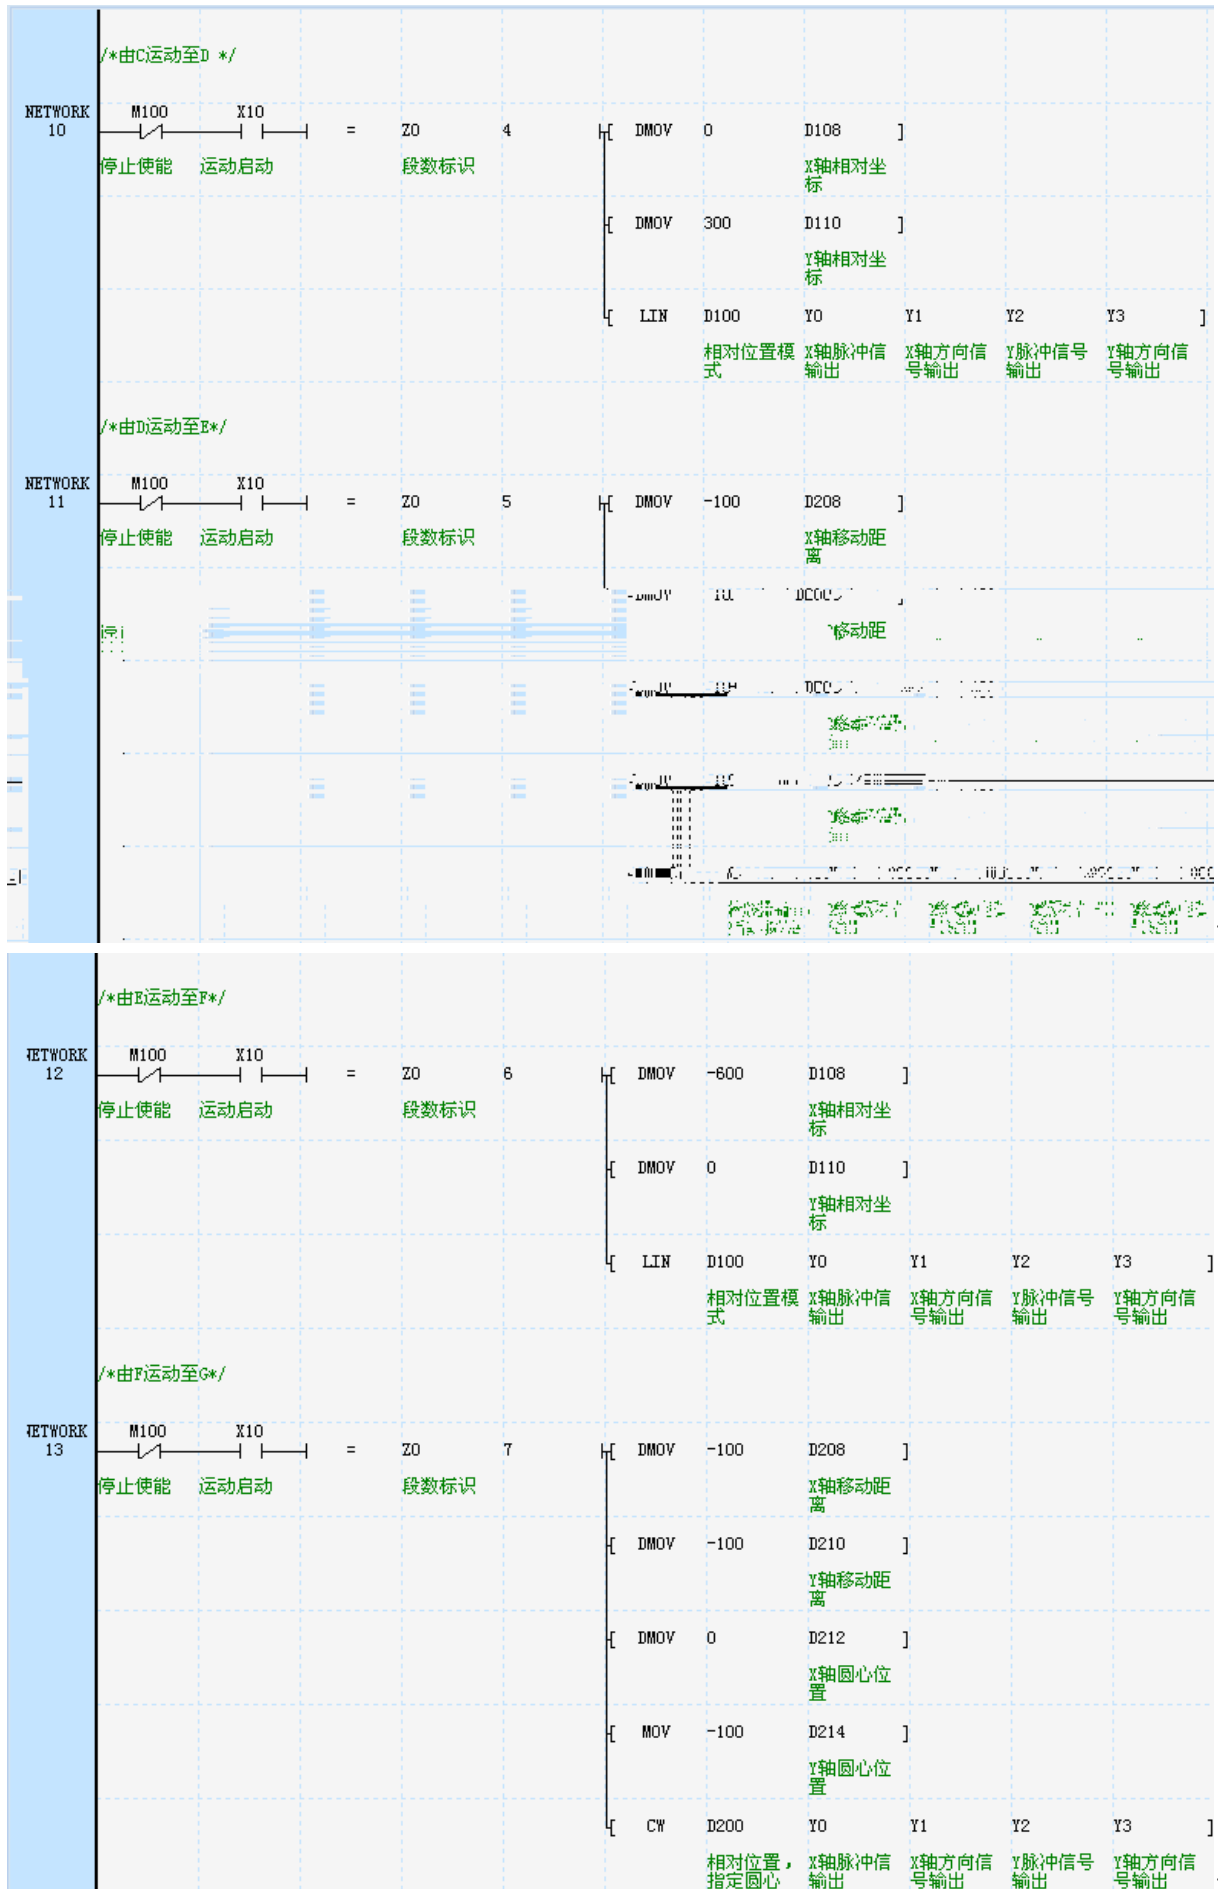 /*由C运动至D */
NETWORK M100 X10
10 = Z0 4 [ DMOV 0 D108 ]
停止使能 运动启动 段数标识 X轴相对坐
标
[ DMOV 300 D110 ]
Y轴相对坐
标
[ LIN D100 Y0 Y1 Y2 Y3 ]
相对位置模 X轴脉冲信 X轴方向信 Y脉冲信号 Y轴方向信
式 输出 号输出 输出 号输出
/*由D运动至E*/
NETWORK M100 X10
11 = Z0 5 [ DMOV -100 D208 ]
停止使能 运动启动 段数标识 X轴移动距
离
移动距
/*由E运动至F*/
NETWORK M100 X10
12 = Z0 6 [ DMOV -600 D108 ]
停止使能 运动启动 段数标识 X轴相对坐
标
[ DMOV 0 D110 ]
Y轴相对坐
标
[ LIN D100 Y0 Y1 Y2 Y3 ]
相对位置模 X轴脉冲信 X轴方向信 Y脉冲信号 Y轴方向信
式 输出 号输出 输出 号输出
/*由F运动至G*/
NETWORK M100 X10
13 = Z0 7 [ DMOV -100 D208 ]
停止使能 运动启动 段数标识 X轴移动距
离
[ DMOV -100 D210 ]
Y轴移动距
离
[ DMOV 0 D212 ]
X轴圆心位
置
[ MOV -100 D214 ]
Y轴圆心位
置
[ CW D200 Y0 Y1 Y2 Y3 ]
相对位置, X轴脉冲信 X轴方向信 Y脉冲信号 Y轴方向信
指定圆心 输出 号输出 输出 号输出